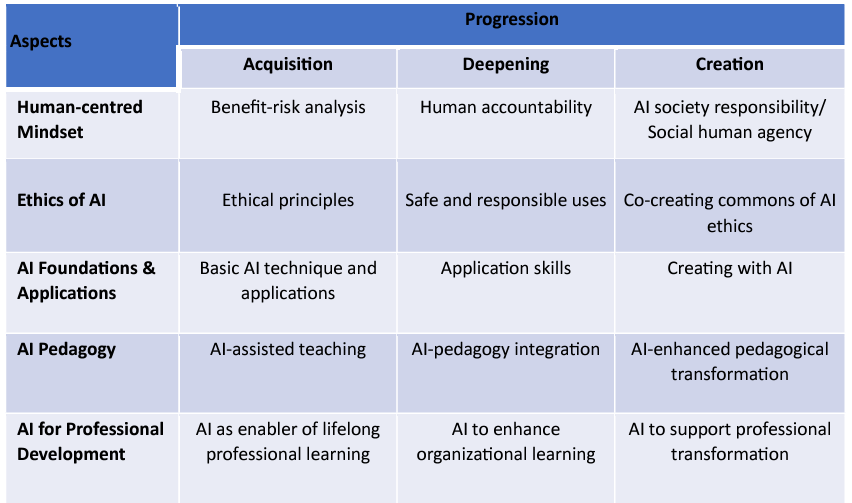 Aspects
Progression
Acquisition
Deepening
Creation
Human-centred
Mindset
Benefit-risk analysis
Human accountability
AI society responsibility/
Social human agency
Ethics of AI
Ethical principles
Safe and responsible uses
Co-creating commons of AI
ethics
AI Foundations &
Applications
Basic AI technique and
applications
Application skills
Creating with AI
AI Pedagogy
AI-assisted teaching
AI-pedagogy integration
AI-enhanced pedagogical
transformation
AI for Professional
Development
AI as enabler of lifelong
professional learning
AI to enhance
organizational learning
AI to support professional
transformation